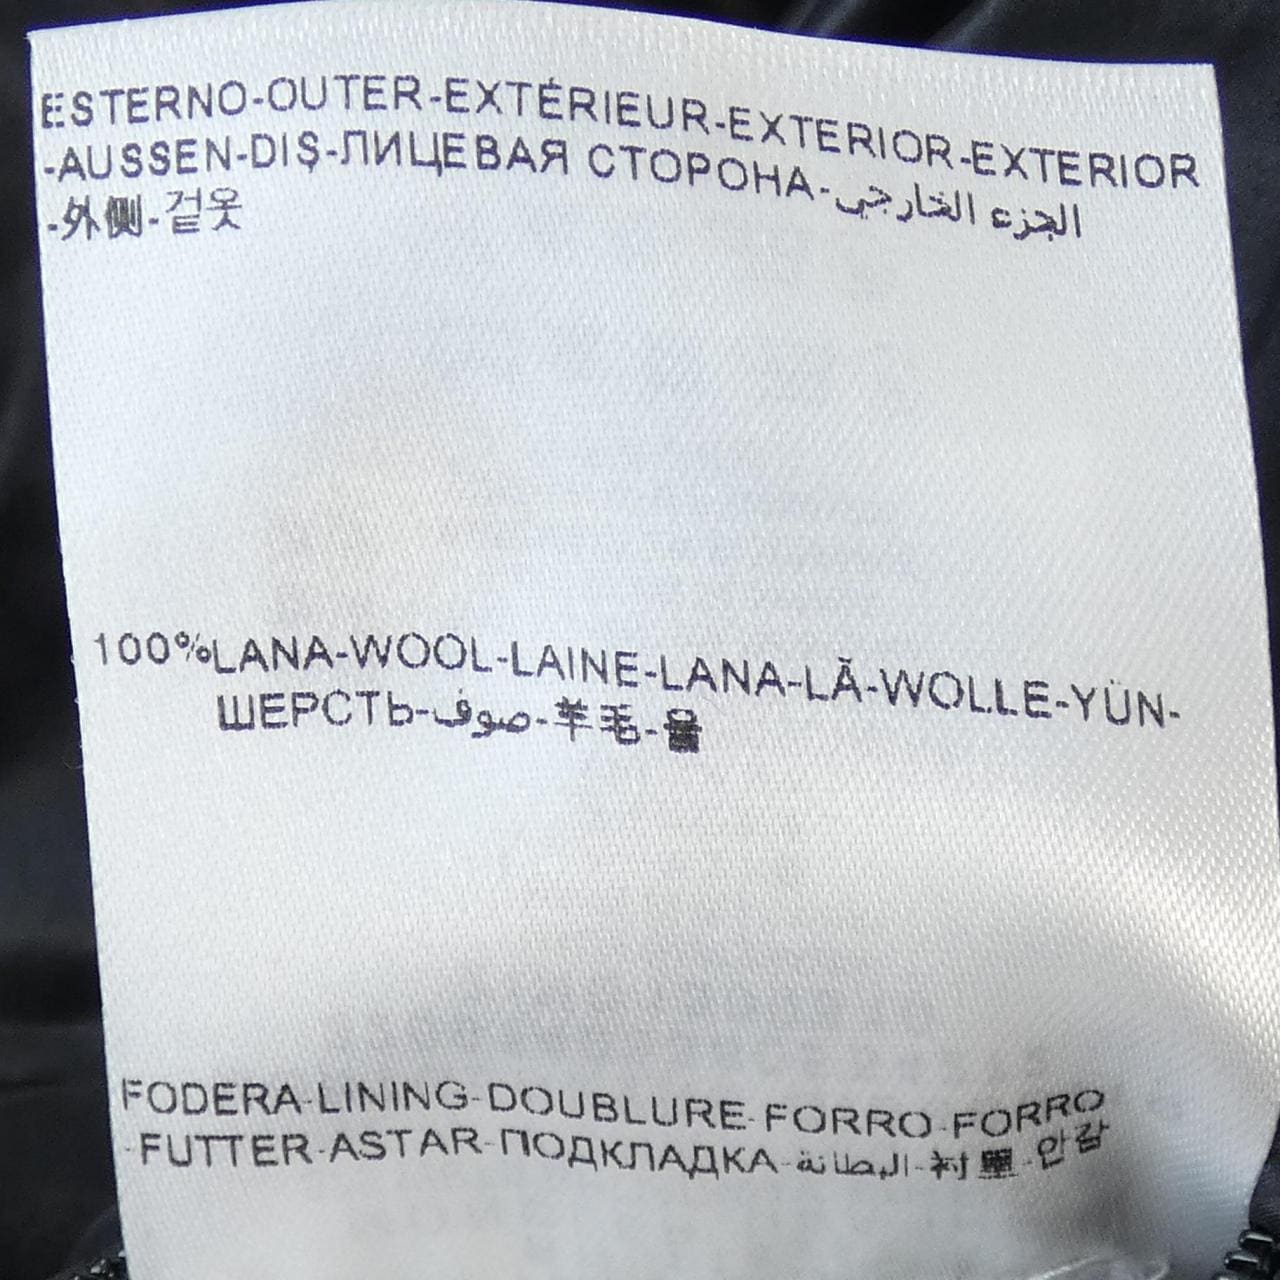 ESTERNO-OUTER-EXTÉRIEUR-EXTERIOR-EXTERIOR
-AUSSEN-DIŞ-ЛИЦЕВАЯ СТОРОНА-الجزء الخارجي
-外侧-겉옷
100%LANA-WOOL-LAINE-LANA-LÃ-WOLLE-YÜN-
ШЕРСТЬ-صوف-羊毛-울
FODERA-LINING-DOUBLURE-FORRO-FORRO
-FUTTER-ASTAR-ПОДКЛАДКА-البطانة-衬里-안감